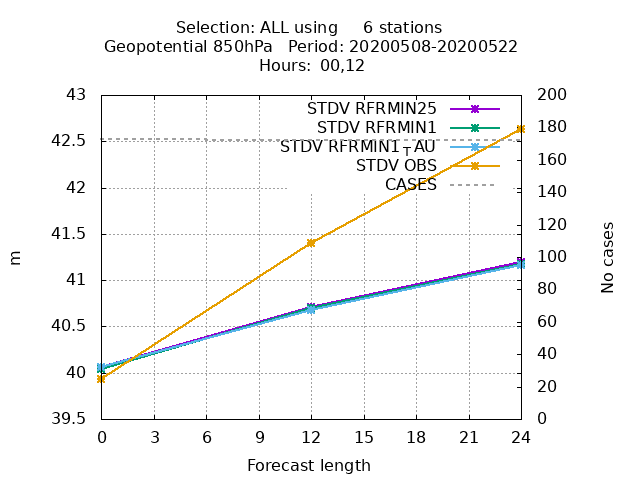 Selection: ALL using     6 stations
Geopotential 850hPa   Period: 20200508-20200522
Hours:  00,12
STDV RFRMIN25
STDV RFRMIN1
STDV RFRMIN1┬AU
STDV OBS
CASES
43
42.5
42
41.5
41
40.5
40
39.5
m
200
180
160
140
120
100
80
60
40
20
0
No cases
0 3 6 9 12 15 18 21 24
Forecast length